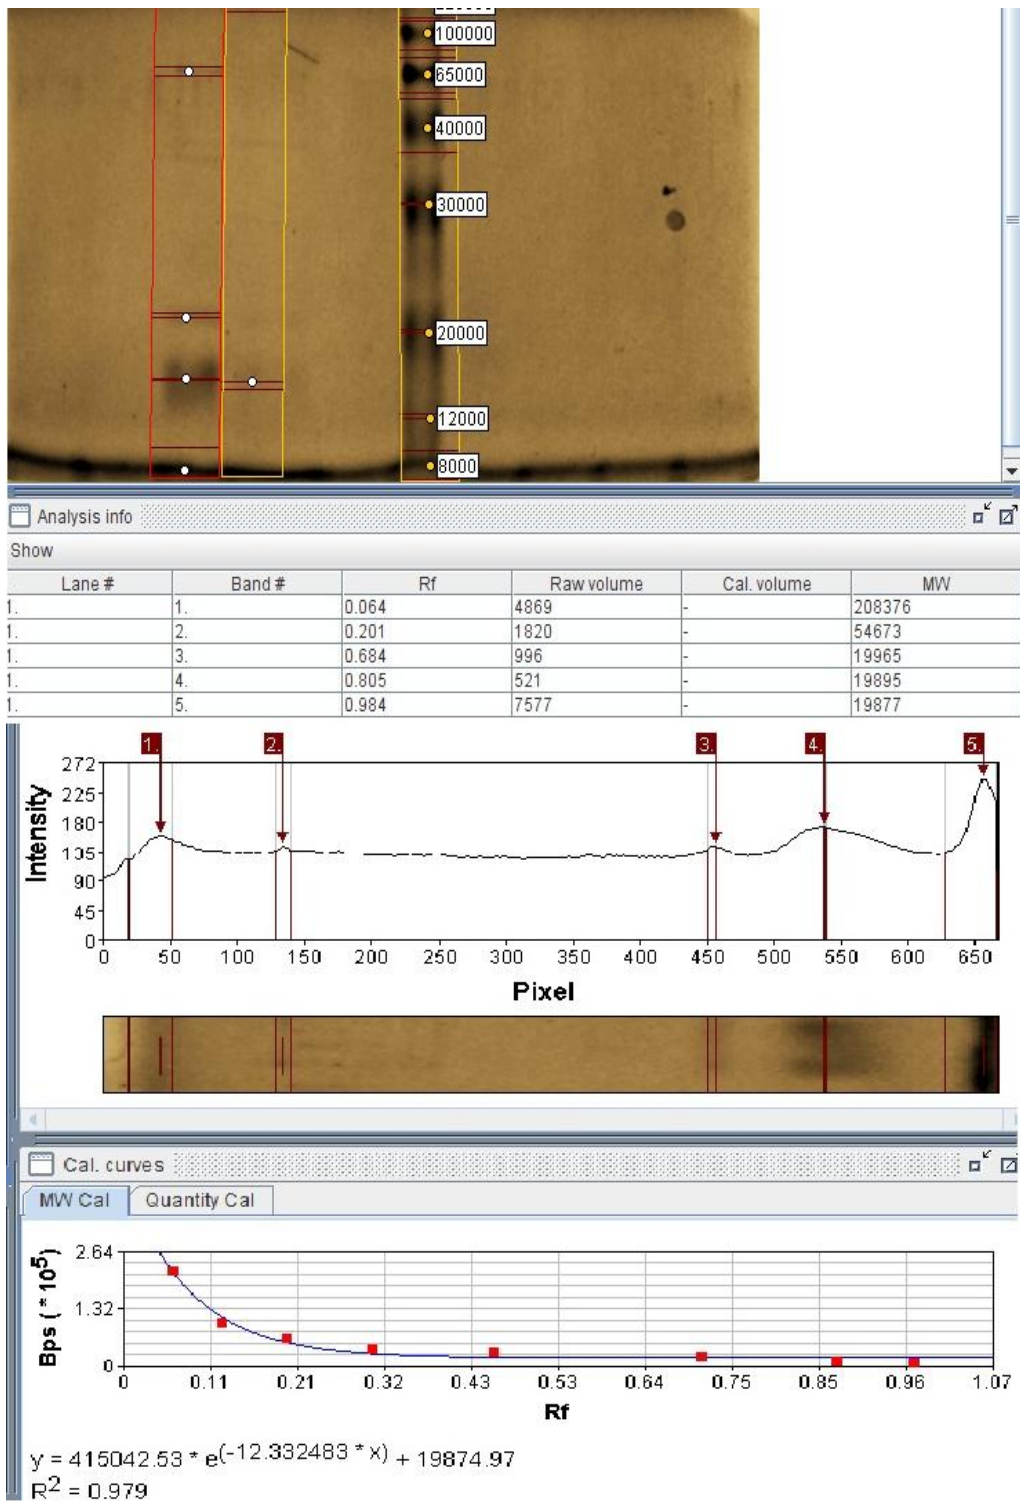 100000
65000
40000
30000
20000
12000
8000
Analysis info
Show
Lane # Band # Rf Raw volume Cal. volume MW
1. 1. 0.064 4869 - 208376
1. 2. 0.201 1820 - 54673
1. 3. 0.684 996 - 19965
1. 4. 0.805 521 - 19895
1. 5. 0.984 7577 - 19877
1. 2. 3. 4. 5.
Intensity
272
225
180
135
90
45
0
0 50 100 150 200 250 300 350 400 450 500 550 600 650
Pixel
Cal. curves
MW Cal Quantity Cal
Bps ( * 10^5)
2.64
1.32
0
0 0.11 0.21 0.32 0.43 0.53 0.64 0.75 0.85 0.96 1.07
Rf
y = 415042.53 * e^(-12.332483 * x) + 19874.97
R^2 = 0.979